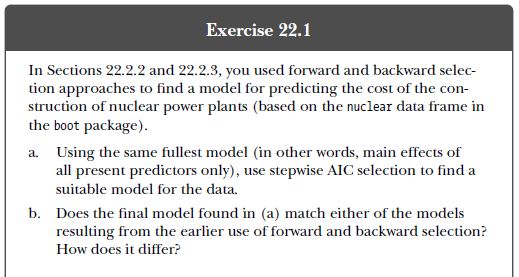 Exercise 22.1
In Sections 22.2.2 and 22.2.3, you used forward and backward selec-
tion approaches to find a model for predicting the cost of the con-
struction of nuclear power plants (based on the nuclear data frame in
the boot package).
a. Using the same fullest model (in other words, main effects of
all present predictors only), use stepwise AIC selection to find a
suitable model for the data.
b. Does the final model found in (a) match either of the models
resulting from the earlier use of forward and backward selection?
How does it differ?